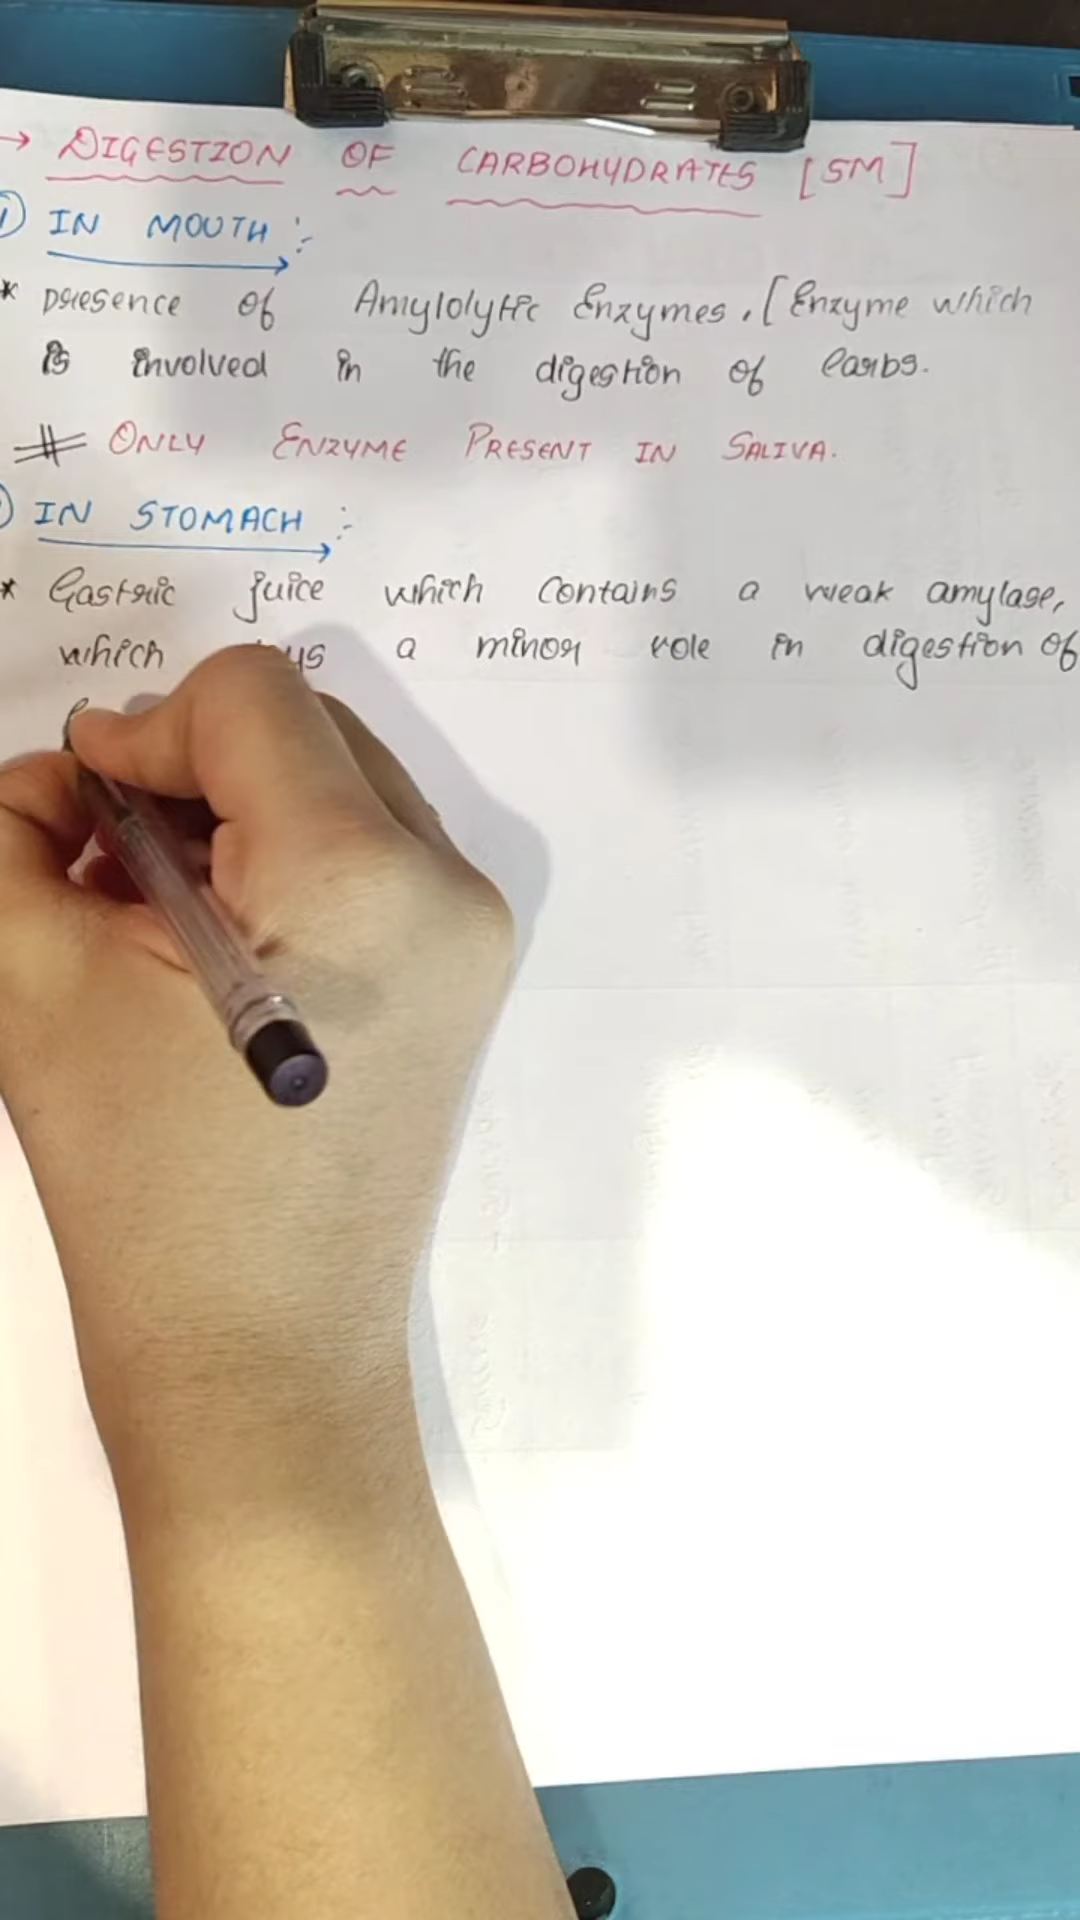 → DIGESTION OF CARBOHYDRATES [5M]
① IN MOUTH :-
* presence of Amylolytic Enzymes. [Enzyme which
is involved in the digestion of Carbs.
# ONLY ENZYME PRESENT IN SALIVA.
IN STOMACH :-
* Gastric juice which contains a weak amylase,
which a minor role in digestion of